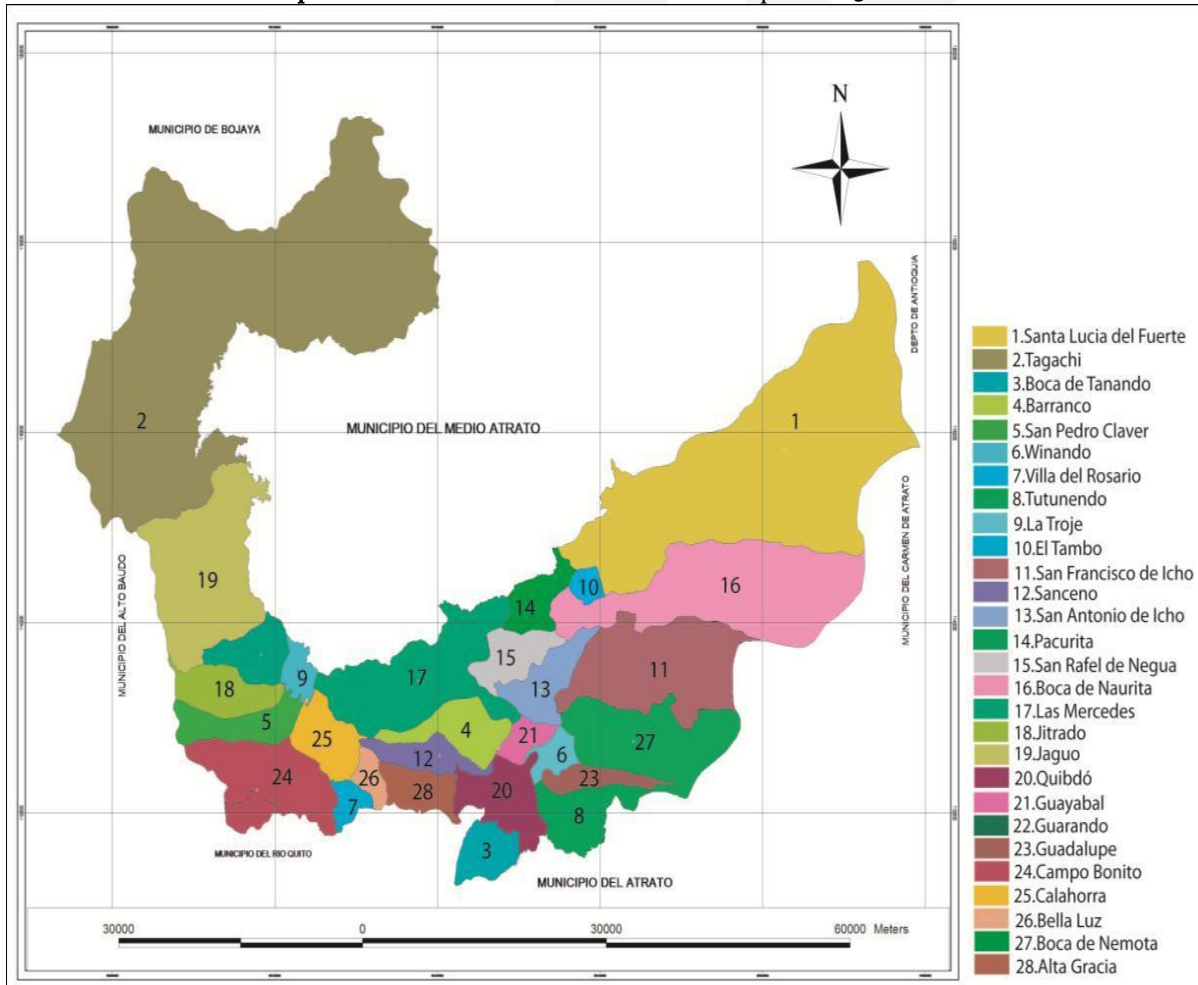 N
MUNICIPIO DE BOJAYA
DEPTO DE ANTIOQUIA
MUNICIPIO DEL MEDIO ATRATO
MUNICIPIO DEL CARMEN DE ATRATO
MUNICIPIO DEL ALTO BAUDO
MUNICIPIO DEL RIO QUITO
MUNICIPIO DEL ATRATO
1
2
19
16
10
14
15
11
17
13
9
18
5
25
4
21
27
6
12
24
26
28
20
23
7
8
3
30000 0 30000 60000 Meters
1.Santa Lucia del Fuerte
2.Tagachi
3.Boca de Tanando
4.Barranco
5.San Pedro Claver
6.Winando
7.Villa del Rosario
8.Tutunendo
9.La Troje
10.El Tambo
11.San Francisco de Icho
12.Sanceno
13.San Antonio de Icho
14.Pacurita
15.San Rafel de Negua
16.Boca de Naurita
17.Las Mercedes
18.Jitrado
19.Jaguo
20.Quibdó
21.Guayabal
22.Guarando
23.Guadalupe
24.Campo Bonito
25.Calahorra
26.Bella Luz
27.Boca de Nemota
28.Alta Gracia